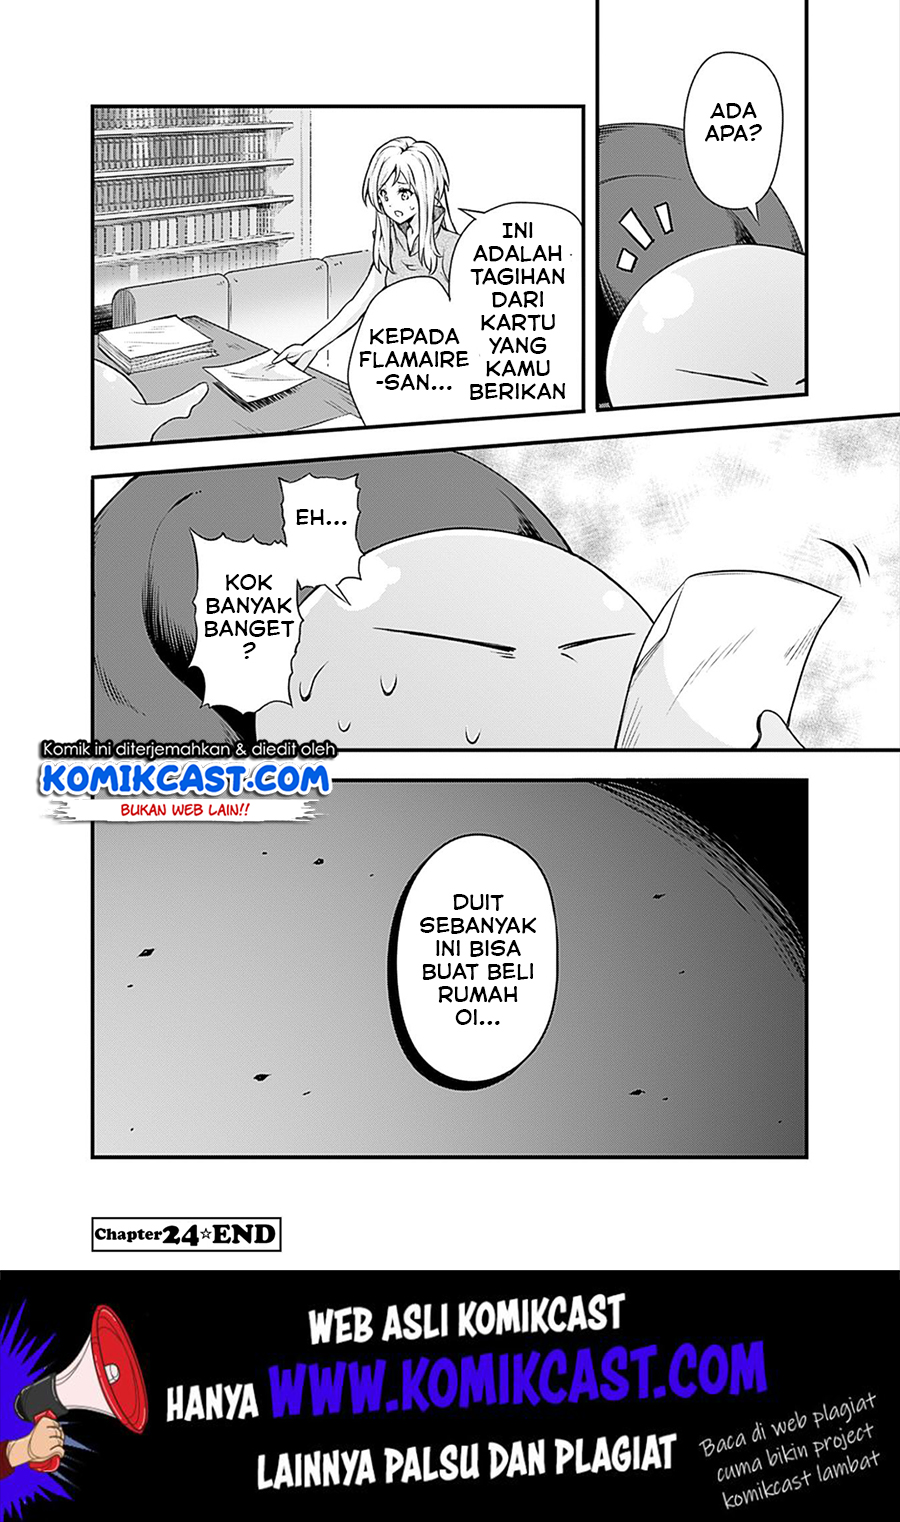 ADA
APA?
INI
ADALAH
TAGIHAN
DARI
KARTU
YANG
KAMU
BERIKAN
KEPADA
FLAMAIRE
-SAN...
EH...
KOK
BANYAK
BANGET
?
Komik ini diterjemahkan & diedit oleh
KOMIKCAST.COM
BUKAN WEB LAIN!!
DUIT
SEBANYAK
INI BISA
BUAT BELI
RUMAH
OI...
Chapter24☆END
WEB ASLI KOMIKCAST
HANYA WWW.KOMIKCAST.COM
LAINNYA PALSU DAN PLAGIAT
Baca di web plagiat
cuma bikin project
komikcast lambat